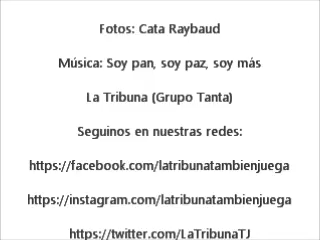 Fotos: Cata Raybaud
Música: Soy pan, soy paz, soy más
La Tribuna (Grupo Tanta)
Seguinos en nuestras redes:
https://facebook.com/latribunatambienjuega
https://instagram.com/latribunatambienjuega
https://twitter.com/LaTribunaTJ